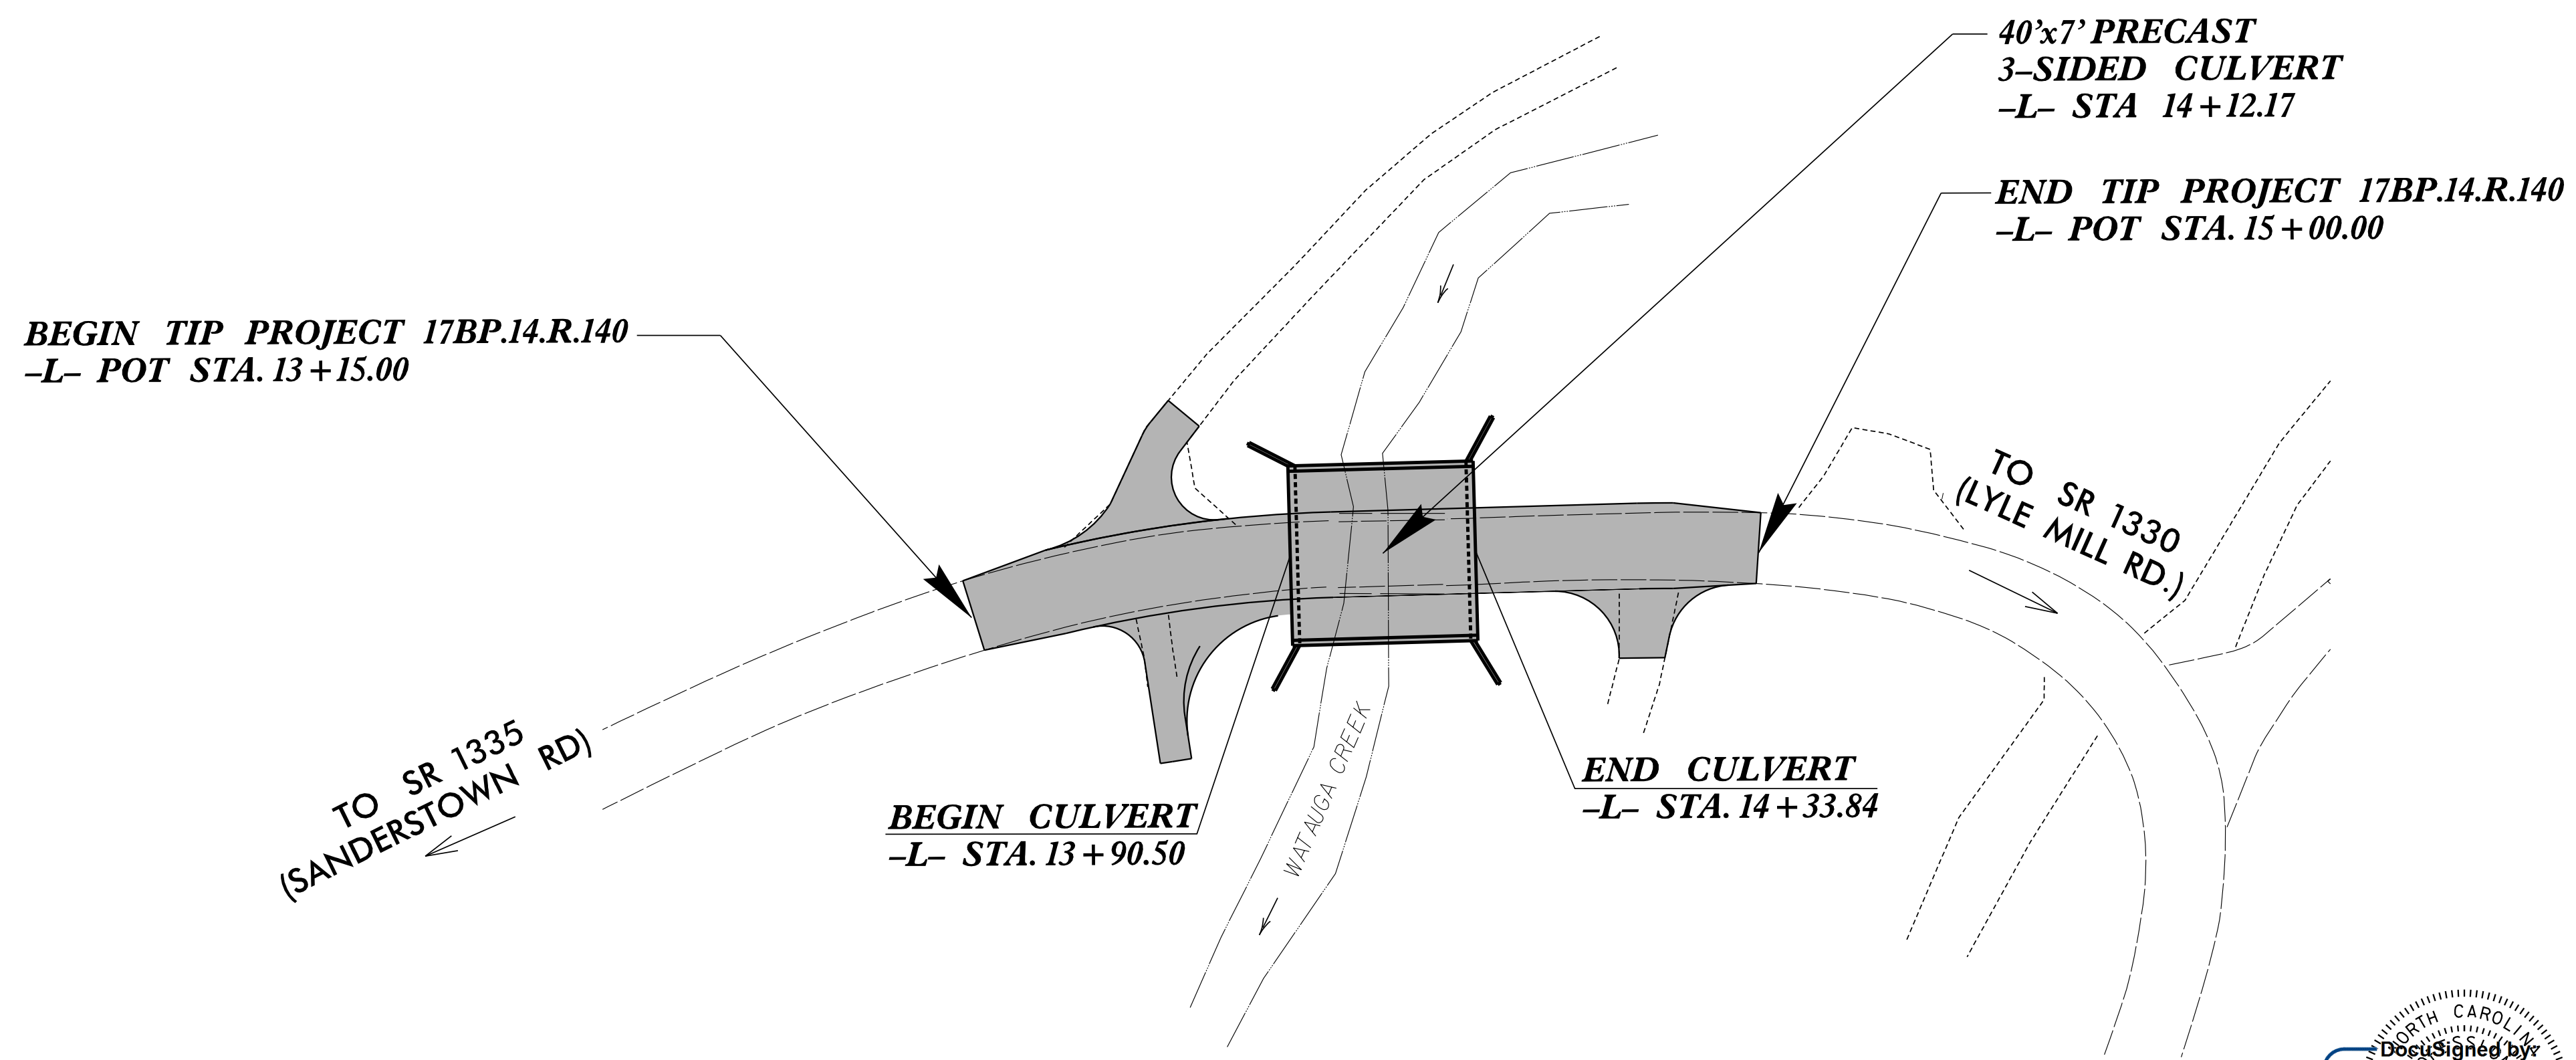 40'x7' PRECAST
3-SIDED CULVERT
-L- STA 14+12.17
END TIP PROJECT 17BP.14.R.140
-L- POT STA. 15+00.00
BEGIN TIP PROJECT 17BP.14.R.140
-L- POT STA. 13+15.00
TO SR 1330
(LYLE MILL RD.)
TO SR 1335
(SANDERSTOWN RD)
BEGIN CULVERT
-L- STA. 13+90.50
WATAUGA CREEK
END CULVERT
-L- STA. 14+33.84
NORTH CAROLIN
DocuSigned by: